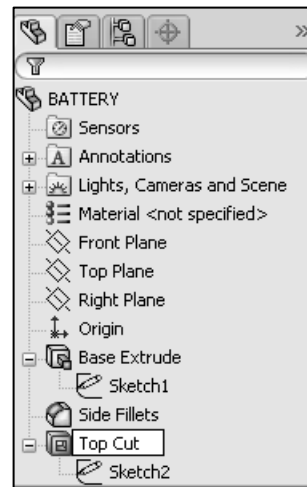 BATTERY
Sensors
A Annotations
Lights, Cameras and Scene
Material <not specified>
Front Plane
Top Plane
Right Plane
Origin
Base Extrude
Sketch1
Side Fillets
Top Cut
Sketch2